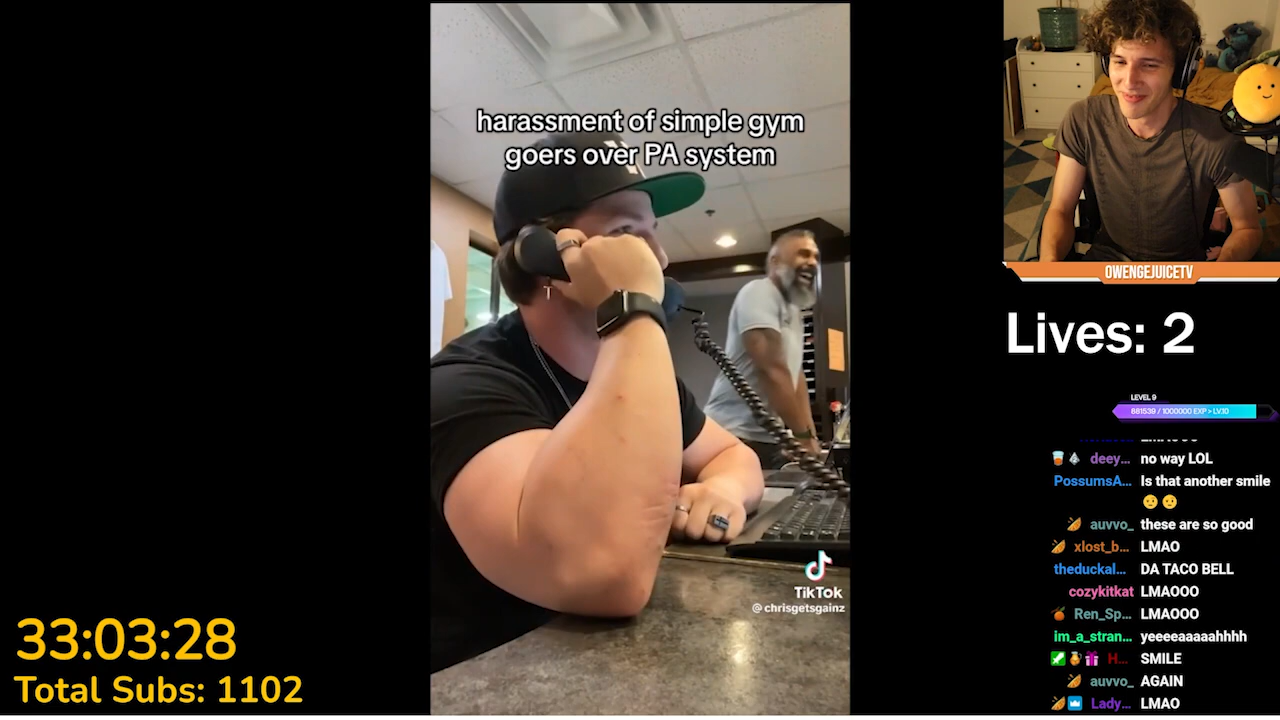 harassment of simple gym
goers over PA system
TikTok
@chrisgetsgainz
33:03:28
Total Subs: 1102
OWENGEJUICETV
Lives: 2
LEVEL 9
881539 / 1000000 EXP > LV.10
deey... no way LOL
PossumsA... Is that another smile
auvvo_ these are so good
xlost_b... LMAO
theduckal... DA TACO BELL
cozykitkat LMAOOO
Ren_Sp... LMAOOO
im_a_stran... yeeeeaaaaahhhh
H... SMILE
auvvo_ AGAIN
Lady... LMAO